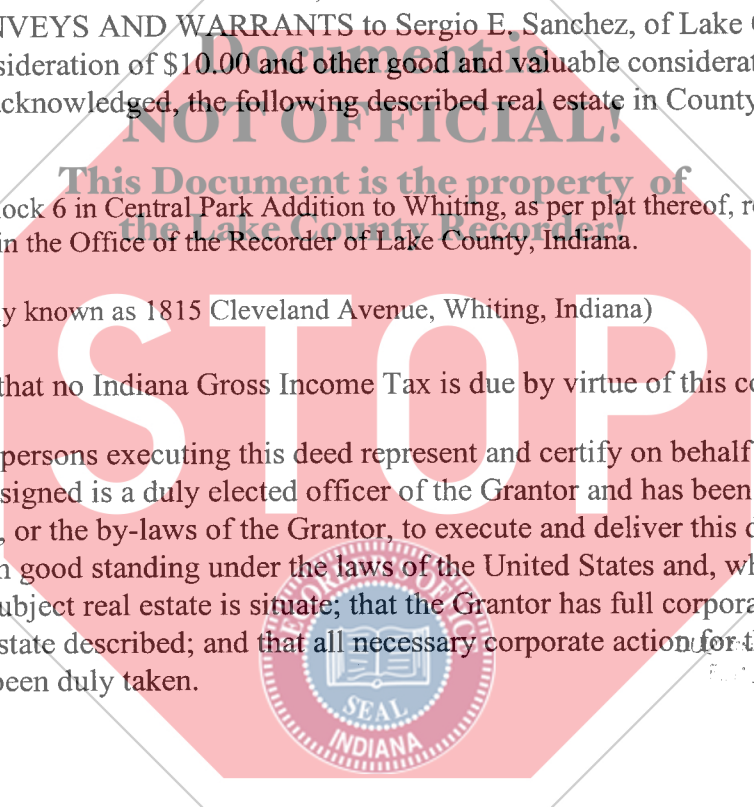 NVEYS AND WARRANTS to Sergio E. Sanchez, of Lake
Document is
sideration of $10.00 and other good and valuable considerat
cknowledged, the following described real estate in County
NOT OFFICIAL!
This Document is the property of
ock 6 in Central Park Addition to Whiting, as per plat thereof, r
the Lake County Recorder!
in the Office of the Recorder of Lake County, Indiana.
y known as 1815 Cleveland Avenue, Whiting, Indiana)
STOP
that no Indiana Gross Income Tax is due by virtue of this co
persons executing this deed represent and certify on behalf
signed is a duly elected officer of the Grantor and has been
, or the by-laws of the Grantor, to execute and deliver this
n good standing under the laws of the United States and, wh
ubject real estate is situate; that the Grantor has full corpora
state described; and that all necessary corporate action for t
been duly taken.
RECORDER'S OFFICE
SEAL
INDIANA